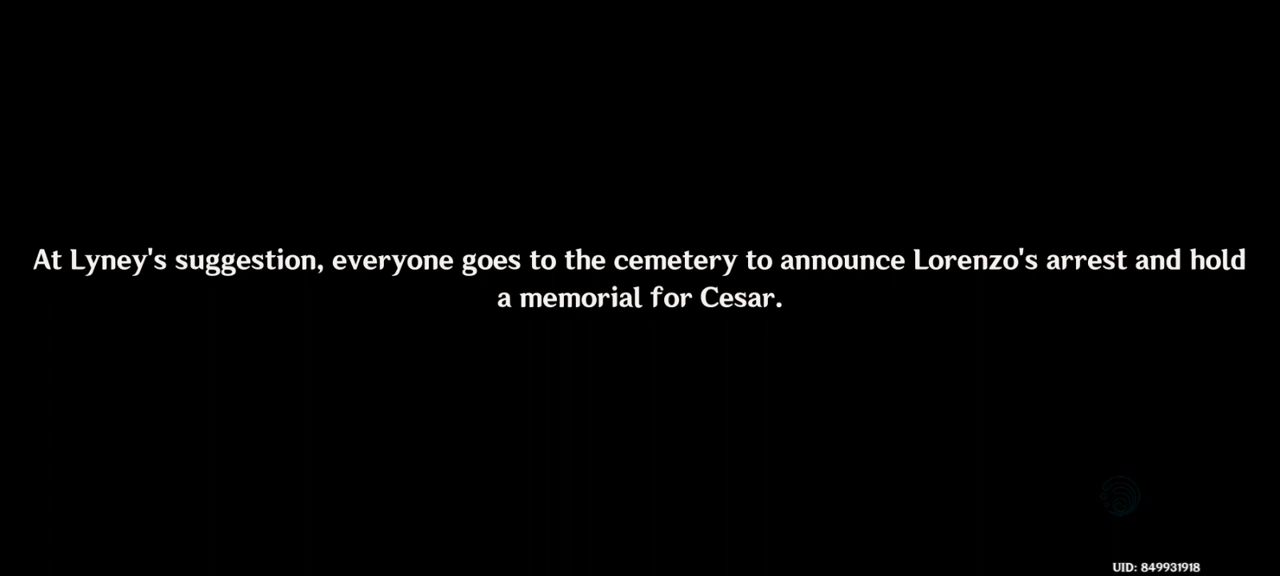 At Lyney's suggestion, everyone goes to the cemetery to announce Lorenzo's arrest and hold
a memorial for Cesar.
UID: 849931918